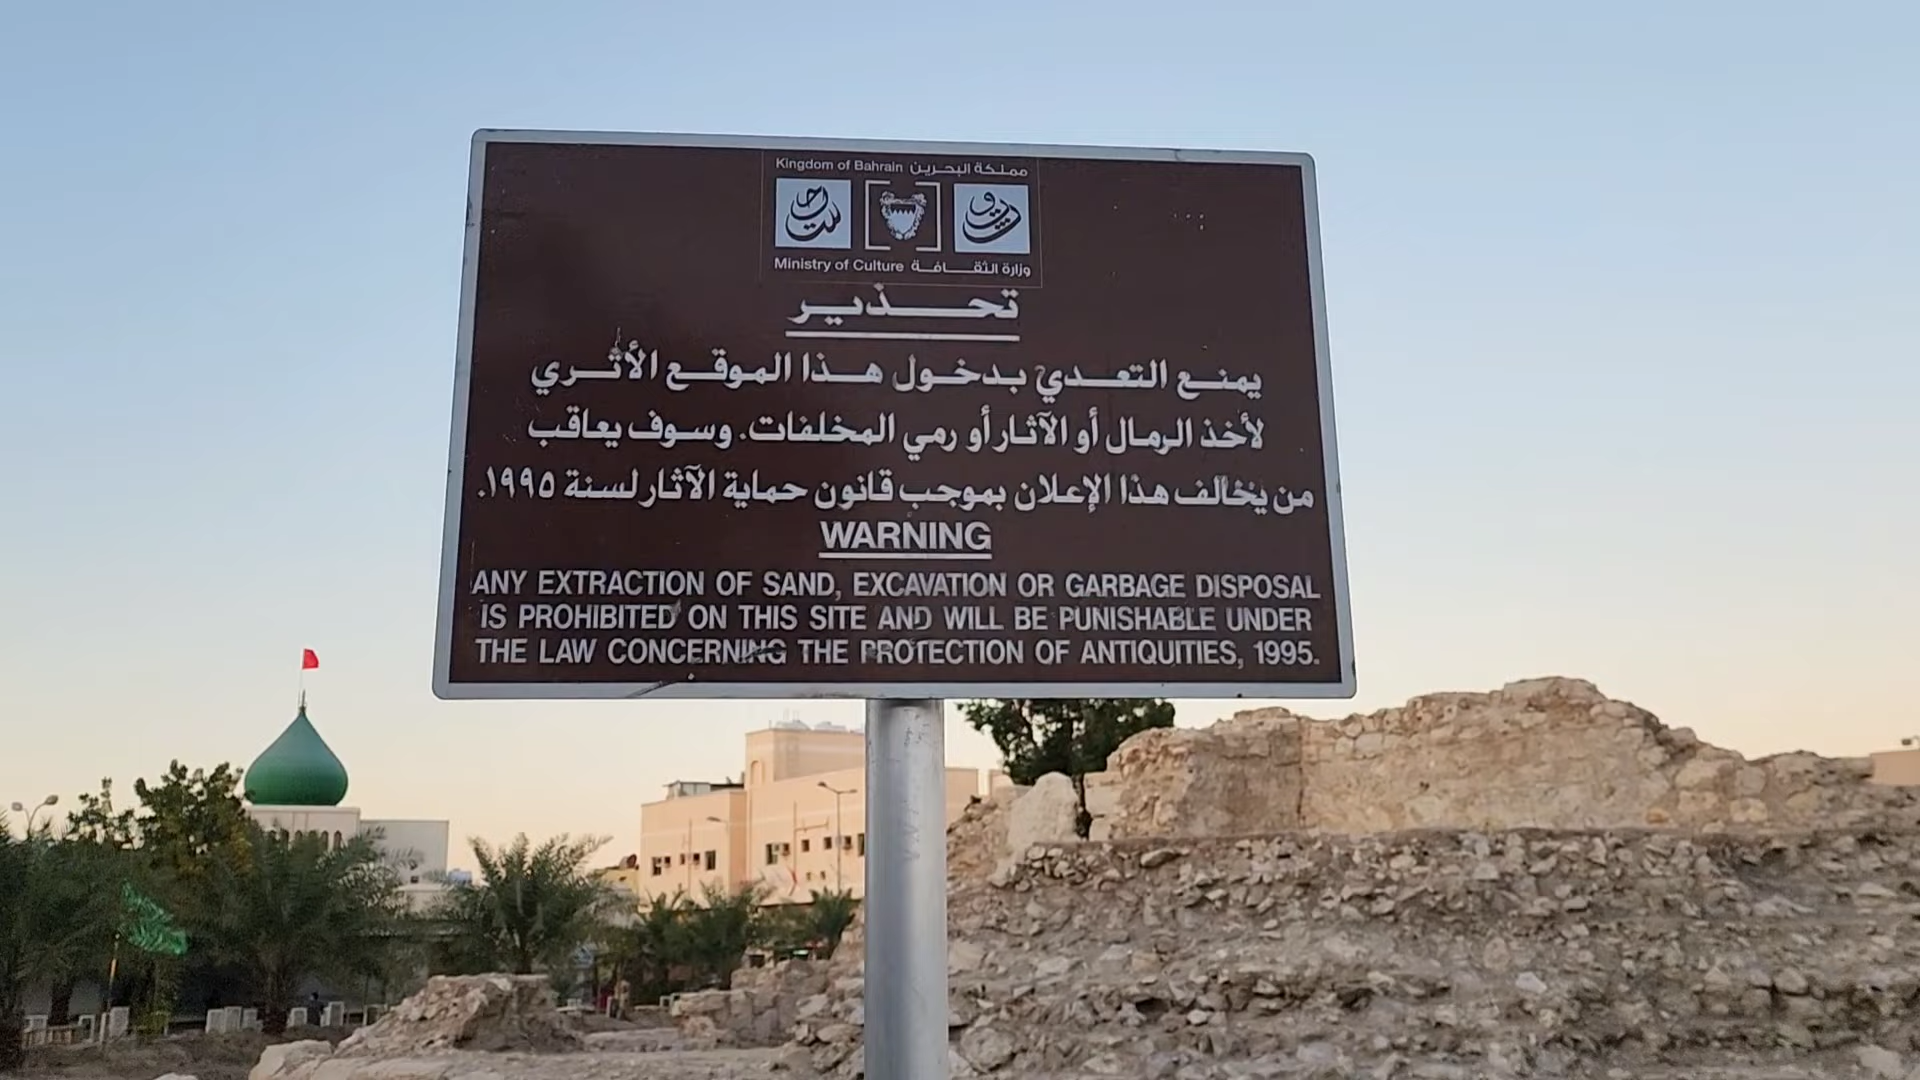 Kingdom of Bahrain مملكة البحرين
Ministry of Culture وزارة الثقافة
تحذير
يمنع التعدي بدخول هذا الموقع الأثري
لأخذ الرمال أو الآثار أو رمي المخلفات. وسوف يعاقب
من يخالف هذا الإعلان بموجب قانون حماية الآثار لسنة ١٩٩٥.
WARNING
ANY EXTRACTION OF SAND, EXCAVATION OR GARBAGE DISPOSAL
IS PROHIBITED ON THIS SITE AND WILL BE PUNISHABLE UNDER
THE LAW CONCERNING THE PROTECTION OF ANTIQUITIES, 1995.